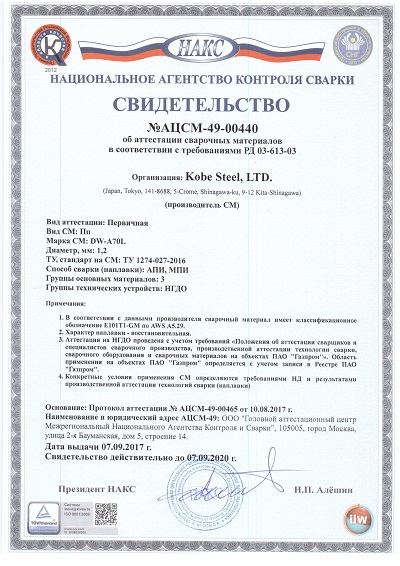 НАКС
2012
СНГ
НАЦИОНАЛЬНОЕ АГЕНТСТВО КОНТРОЛЯ СВАРКИ
СВИДЕТЕЛЬСТВО
№АЦСМ-49-00440
об аттестации сварочных материалов
в соответствии с требованиями РД 03-613-03
Организация: Kobe Steel, LTD.
(Japan, Tokyo, 141-8688, 5-Crome, Shinagawa-ku, 9-12 Kita-Shinagawa)
(производитель СМ)
Вид аттестации: Первичная
Вид СМ: Пп
Марка СМ: DW-A70L
Диаметр, мм: 1,2
ТУ, стандарт на СМ: ТУ 1274-027-2016
Способ сварки (наплавки): АПИ, МПИ
Группы основных материалов: 3
Группы технических устройств: НГДО
Примечания:
1. В соответствии с данными производителя сварочный материал имеет классификационное
обозначение E101T1-GM по AWS A5.29.
2. Характер наплавки - восстановительная.
3. Аттестация на НГДО проведена с учетом требований «Положения об аттестации сварщиков и
специалистов сварочного производства, производственной аттестации технологии сварки,
сварочного оборудования и сварочных материалов на объектах ПАО "Газпром"». Область
применения на объектах ПАО "Газпром" определяется с учетом записи в Реестре ПАО
"Газпром".
4. Конкретные условия применения СМ определяются требованиями НД и результатами
производственной аттестации технологий сварки (наплавки)
Основание: Протокол аттестации № АЦСМ-49-00465 от 10.08.2017 г.
Наименование и юридический адрес АЦСМ-49: ООО "Головной аттестационный центр
Межрегиональный Национального Агентства Контроля и Сварки", 105005, город Москва,
улица 2-я Бауманская, дом 5, строение 14.
Дата выдачи 07.09.2017 г.
Свидетельство действительно до 07.09.2020 г.
Президент НАКС
Н.П. Алёшин
Система
менеджмента
ISO 9001:2008
iiw